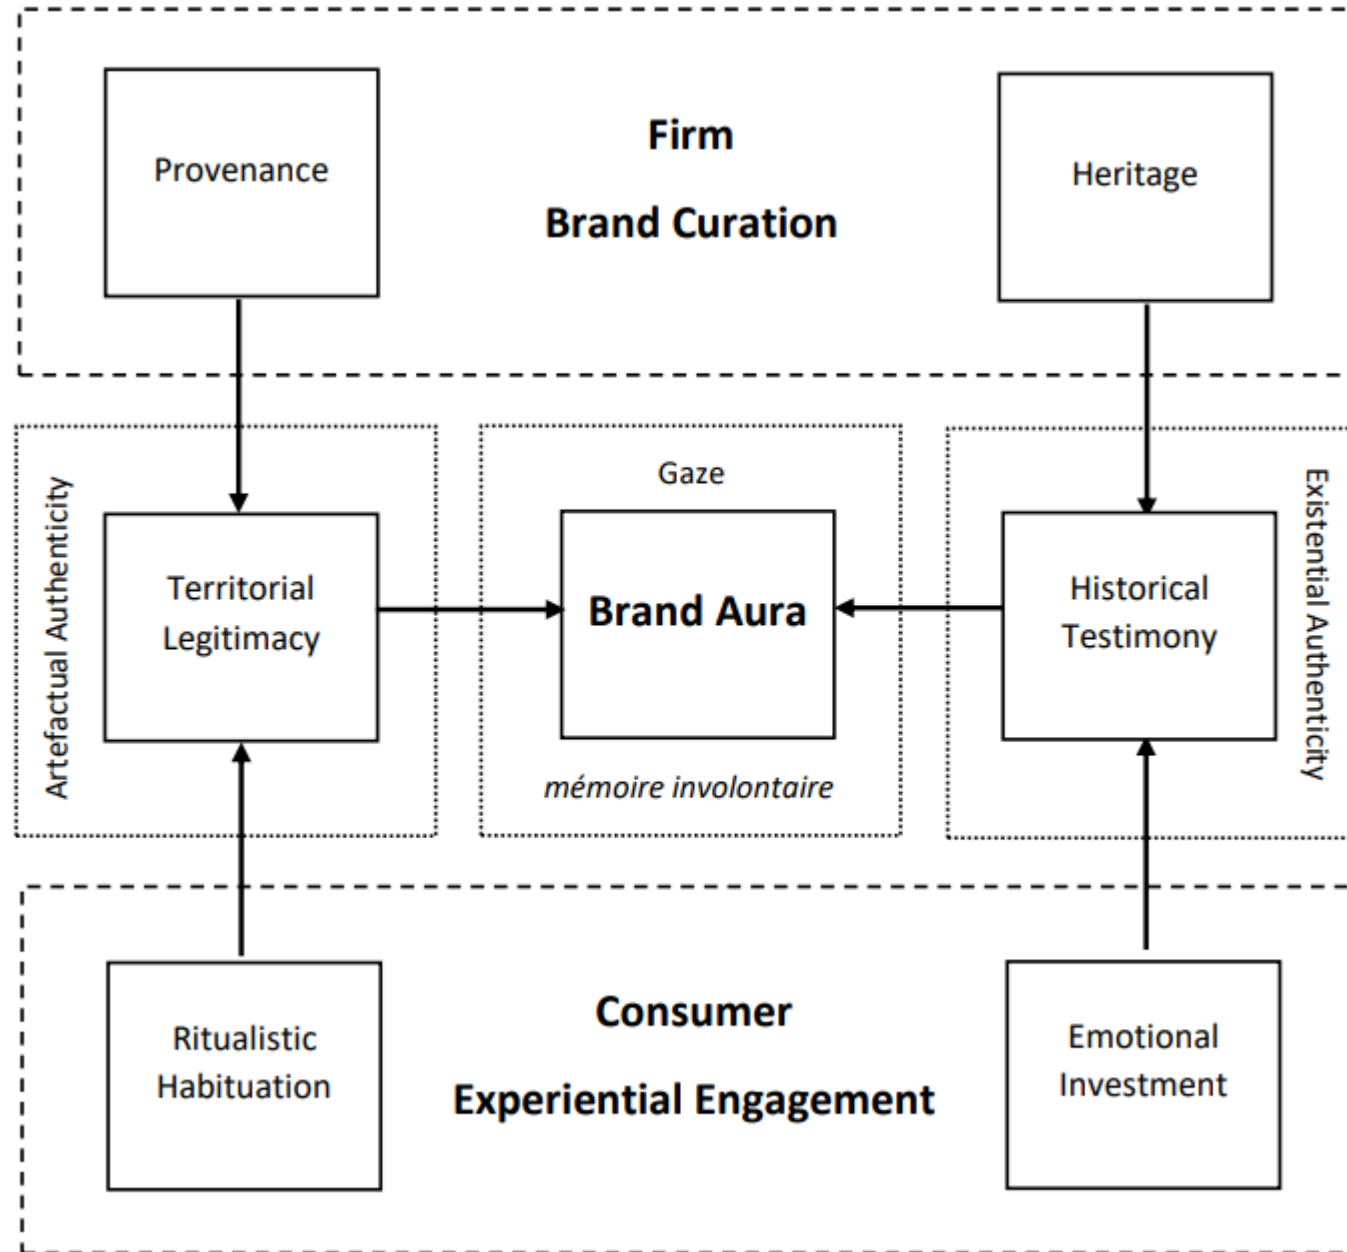 Provenance
Firm
Brand Curation
Heritage
Artefactual Authenticity
Territorial
Legitimacy
Gaze
Brand Aura
mémoire involontaire
Historical
Testimony
Existential Authenticity
Ritualistic
Habituation
Consumer
Experiential Engagement
Emotional
Investment